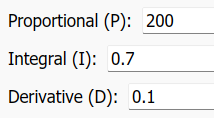 Proportional (P): 200
Integral (I): 0.7
Derivative (D): 0.1